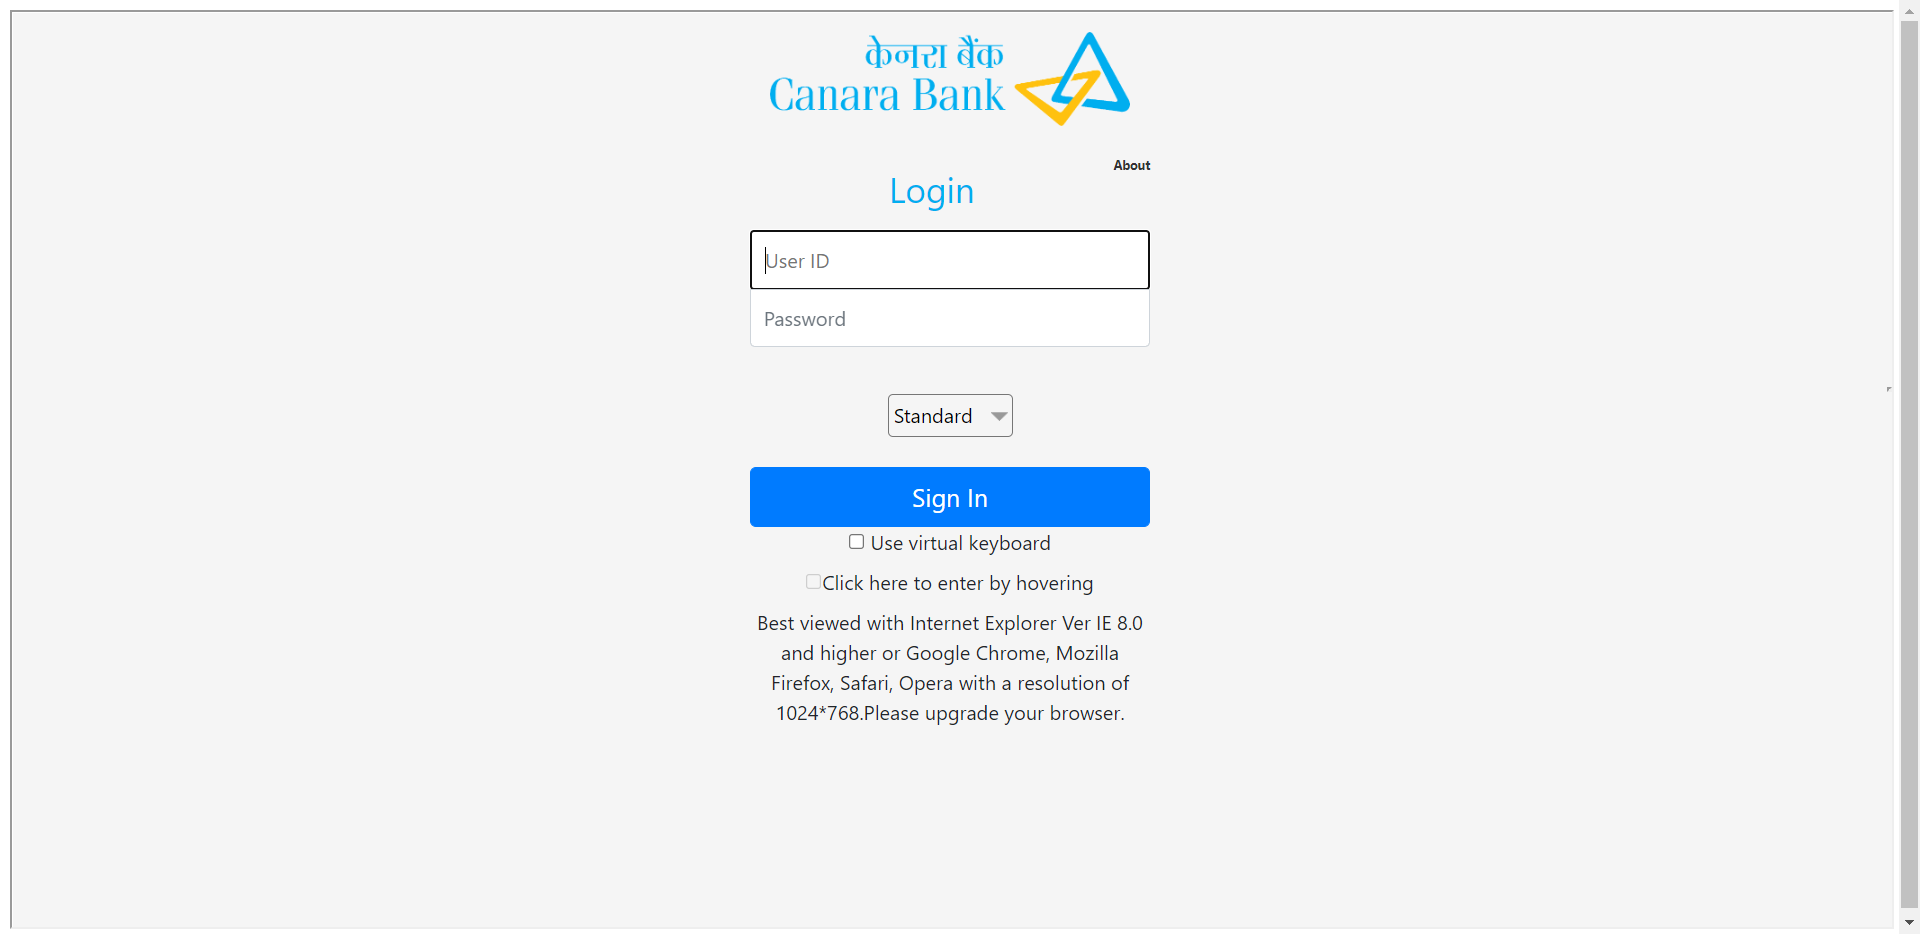 केनरा बैंक
Canara Bank
About
Login
User ID
Password
Standard
Sign In
Use virtual keyboard
Click here to enter by hovering
Best viewed with Internet Explorer Ver IE 8.0
and higher or Google Chrome, Mozilla
Firefox, Safari, Opera with a resolution of
1024*768.Please upgrade your browser.